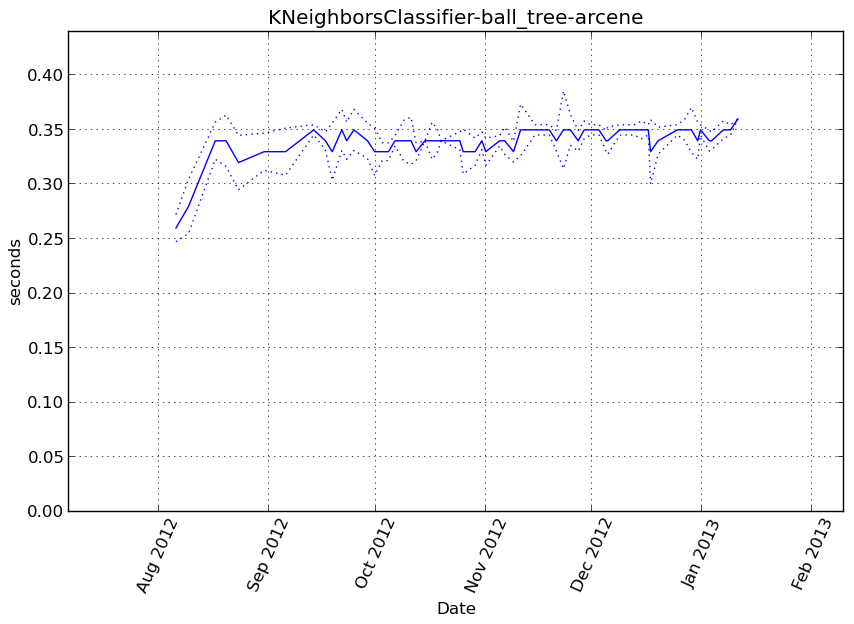 KNeighborsClassifier-ball_tree-arcene
0.40
0.35
0.30
0.25
0.20
0.15
0.10
0.05
0.00
seconds
Aug 2012
Sep 2012
Oct 2012
Nov 2012
Dec 2012
Jan 2013
Feb 2013
Date